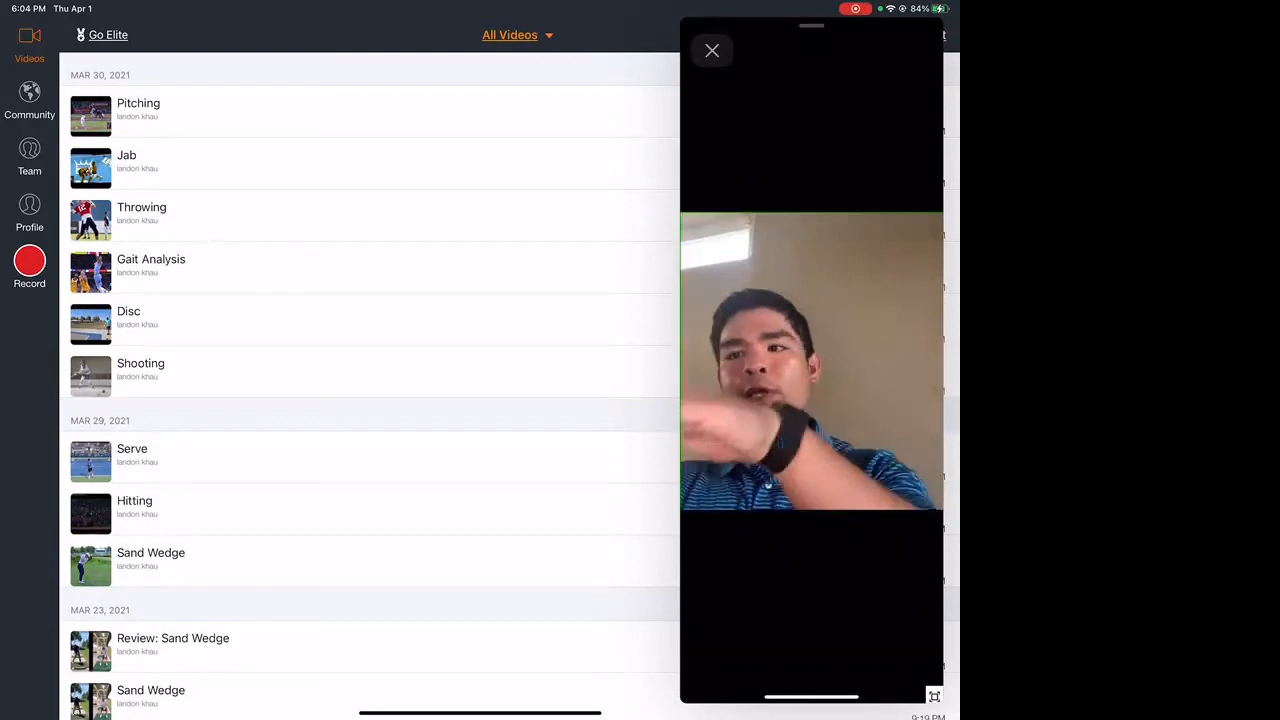 6:04 PM Thu Apr 1
84%
Go Elite
All Videos
Videos
Community
Team
Profile
Record
MAR 30, 2021
Pitching
landon khau
Jab
landon khau
Throwing
landon khau
Gait Analysis
landon khau
Disc
landon khau
Shooting
landon khau
MAR 29, 2021
Serve
landon khau
Hitting
landon khau
Sand Wedge
landon khau
MAR 23, 2021
Review: Sand Wedge
landon khau
Sand Wedge
landon khau
9:19 PM